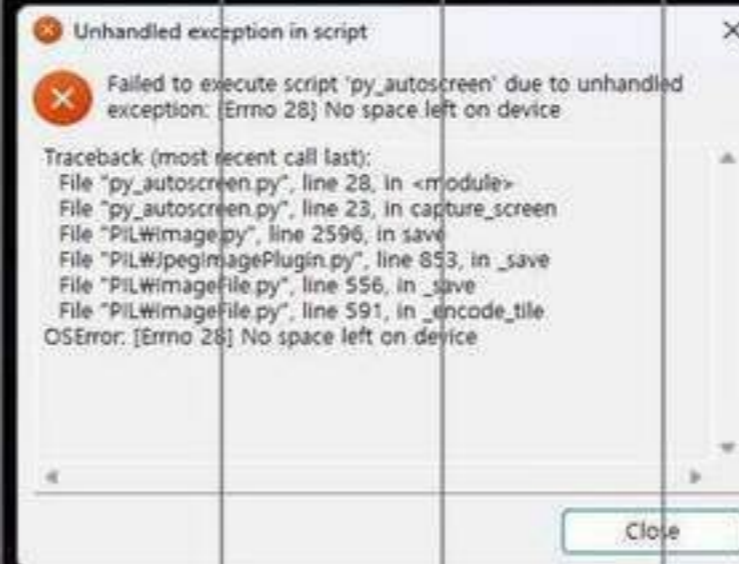 Unhandled exception in script
Failed to execute script 'py_autoscreen' due to unhandled
exception: [Errno 28] No space left on device
Traceback (most recent call last):
File "py_autoscreen.py", line 28, in <module>
File "py_autoscreen.py", line 23, in capture_screen
File "PIL₩Image.py", line 2596, in save
File "PIL₩JpegImagePlugin.py", line 853, in _save
File "PIL₩ImageFile.py", line 556, in _save
File "PIL₩ImageFile.py", line 591, in _encode_tile
OSError: [Errno 28] No space left on device
Close